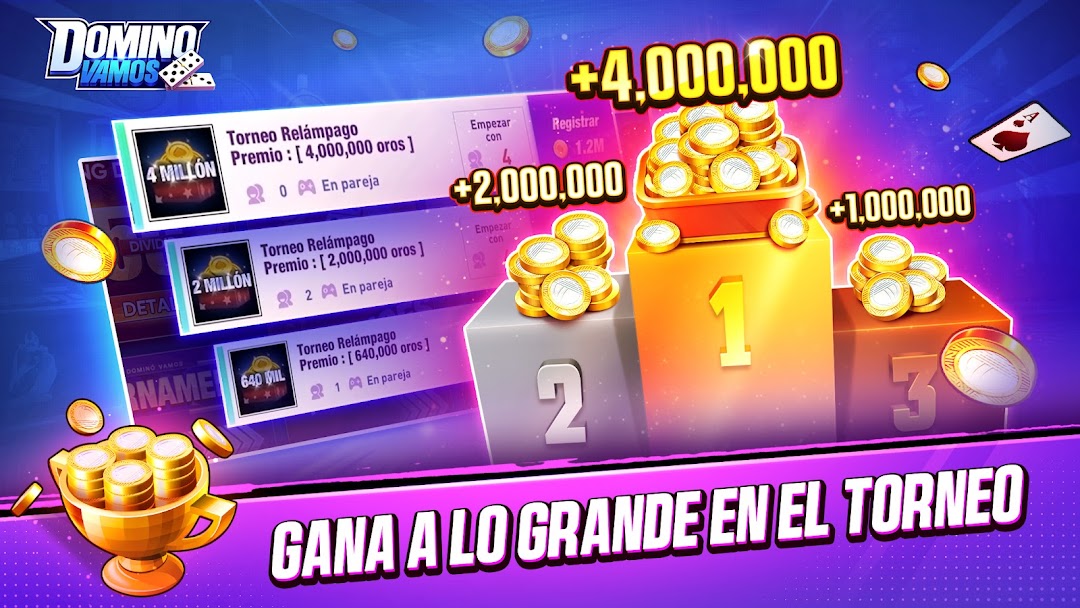 DOMINO
VAMOS
+4,000,000
Torneo Relámpago
Premio : [ 4,000,000 oros ]
4 MILLÓN
0 En pareja
Empezar
con
4
Registrar
1.2M
+2,000,000
+1,000,000
Torneo Relámpago
Premio : [ 2,000,000 oros ]
2 MILLÓN
2 En pareja
Empezar
con
Torneo Relámpago
Premio : [ 640,000 oros ]
640 MIL
1 En pareja
DOMINO VAMOS
1
2
3
A
GANA A LO GRANDE EN EL TORNEO